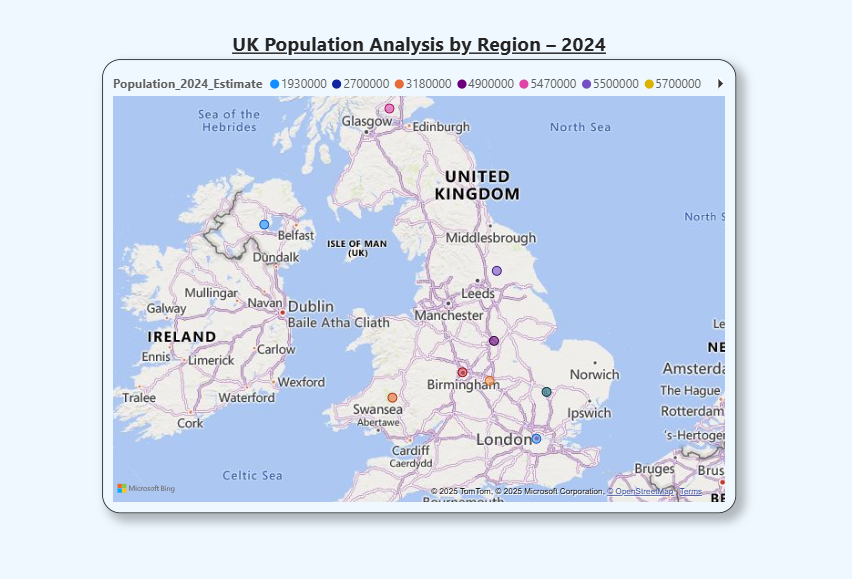 UK Population Analysis by Region – 2024
Population_2024_Estimate 1930000 2700000 3180000 4900000 5470000 5500000 5700000
Sea of the
Hebrides
Glasgow
Edinburgh
North Sea
UNITED
KINGDOM
North S
Belfast
ISLE OF MAN
(UK)
Middlesbrough
Dundalk
Mullingar
Navan
Leeds
Galway
Dublin
Baile Atha Cliath
Manchester
Le
IRELAND
NE
Ennis
Limerick
Carlow
Amsterda
Norwich
Birmingham
Wexford
The Hague
Tralee
Waterford
Swansea
Abertawe
Ipswich
Rotterdam
Cork
London
's-Hertoger
Cardiff
Caerdydd
Celtic Sea
Bruges
Brus
Microsoft Bing
© 2025 TomTom, © 2025 Microsoft Corporation, © OpenStreetMap Terms
Bournemouth
BE